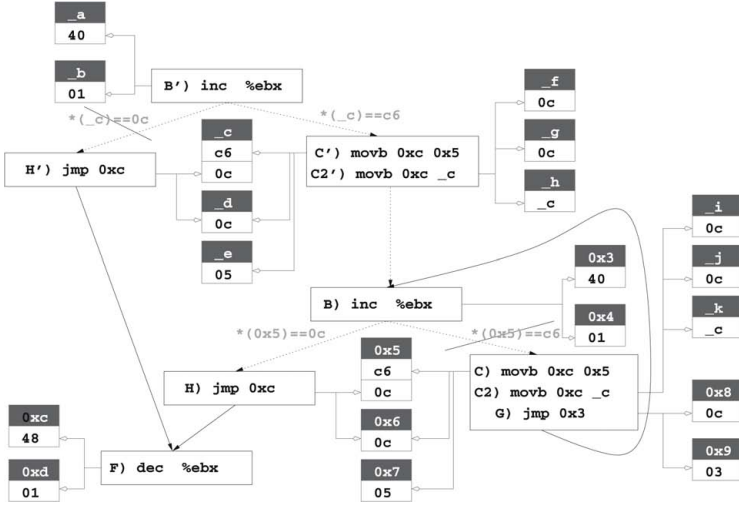 _a
40
_b
01
B') inc %ebx
*(_c)==0c
*(_c)==c6
_f
0c
_g
0c
_h
_c
_c
c6
0c
_d
0c
_e
05
H') jmp 0xc
C') movb 0xc 0x5
C2') movb 0xc _c
_i
0c
_j
0c
_k
_c
0x3
40
0x4
01
B) inc %ebx
*(0x5)==0c
*(0x5)==c6
0x5
c6
0c
0x6
0c
0x7
05
H) jmp 0xc
C) movb 0xc 0x5
C2) movb 0xc _c
G) jmp 0x3
0x8
0c
0x9
03
0xc
48
0xd
01
F) dec %ebx